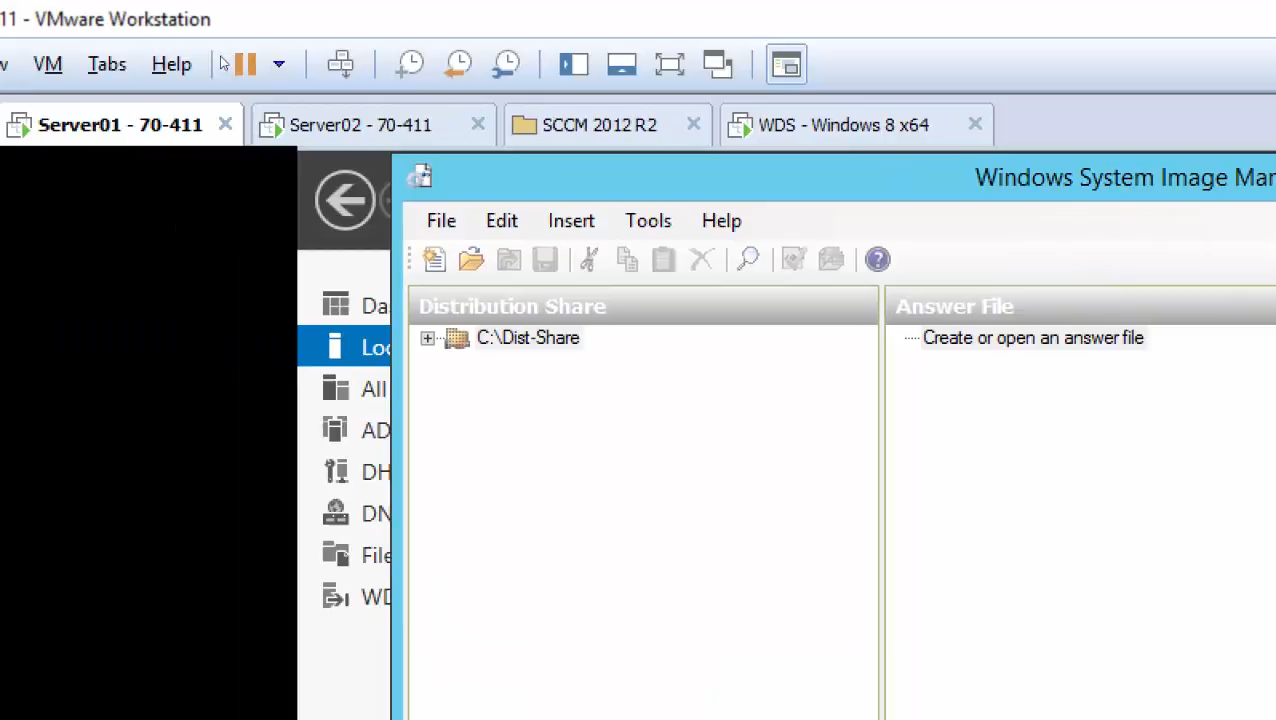 11 - VMware Workstation
w VM Tabs Help
Server01 - 70-411 Server02 - 70-411 SCCM 2012 R2 WDS - Windows 8 x64
Windows System Image Man
File Edit Insert Tools Help
Distribution Share Answer File
C:\Dist-Share Create or open an answer file
Da
Loc
All
AD
DH
DN
File
WD